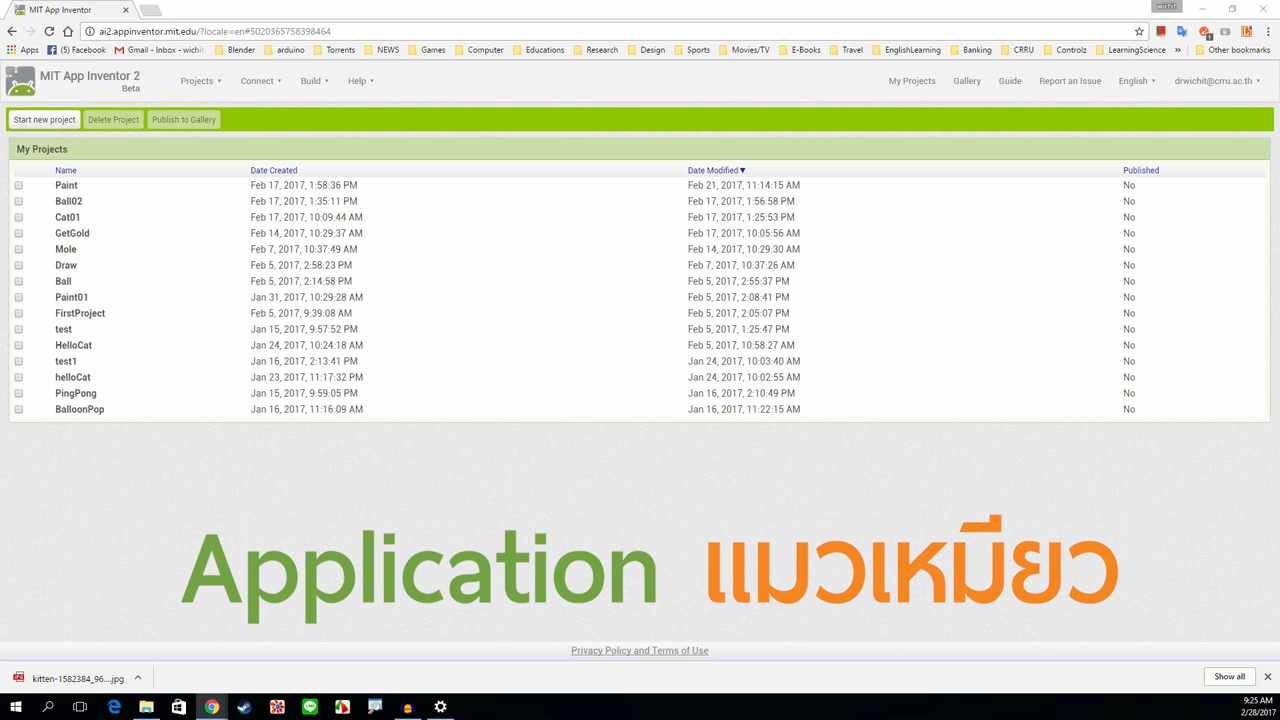 wichit
MIT App Inventor
ai2.appinventor.mit.edu/?locale=en#5020365758398464
Apps (5) Facebook Gmail - Inbox - wichit Blender arduino Torrents NEWS Games Computer Educations Research Design Sports Movies/TV E-Books Travel EnglishLearning Banking CRRU Controlz LearningScience » Other bookmarks
MIT App Inventor 2
Beta
Projects Connect Build Help My Projects Gallery Guide Report an Issue English drwichit@crru.ac.th
Start new project Delete Project Publish to Gallery
My Projects
Name Date Created Date Modified▼ Published
Paint Feb 17, 2017, 1:58:36 PM Feb 21, 2017, 11:14:15 AM No
Ball02 Feb 17, 2017, 1:35:11 PM Feb 17, 2017, 1:56:58 PM No
Cat01 Feb 17, 2017, 10:09:44 AM Feb 17, 2017, 1:25:53 PM No
GetGold Feb 14, 2017, 10:29:37 AM Feb 17, 2017, 10:05:56 AM No
Mole Feb 7, 2017, 10:37:49 AM Feb 14, 2017, 10:29:30 AM No
Draw Feb 5, 2017, 2:58:23 PM Feb 7, 2017, 10:37:26 AM No
Ball Feb 5, 2017, 2:14:58 PM Feb 5, 2017, 2:55:37 PM No
Paint01 Jan 31, 2017, 10:29:28 AM Feb 5, 2017, 2:08:41 PM No
FirstProject Feb 5, 2017, 9:39:08 AM Feb 5, 2017, 2:05:07 PM No
test Jan 15, 2017, 9:57:52 PM Feb 5, 2017, 1:25:47 PM No
HelloCat Jan 24, 2017, 10:24:18 AM Feb 5, 2017, 10:58:27 AM No
test1 Jan 16, 2017, 2:13:41 PM Jan 24, 2017, 10:03:40 AM No
helloCat Jan 23, 2017, 11:17:32 PM Jan 24, 2017, 10:02:55 AM No
PingPong Jan 15, 2017, 9:59:05 PM Jan 16, 2017, 2:10:49 PM No
BalloonPop Jan 16, 2017, 11:16:09 AM Jan 16, 2017, 11:22:15 AM No
Application แมวเหมียว
Privacy Policy and Terms of Use
kitten-1582384_96....jpg Show all
9:25 AM
2/28/2017